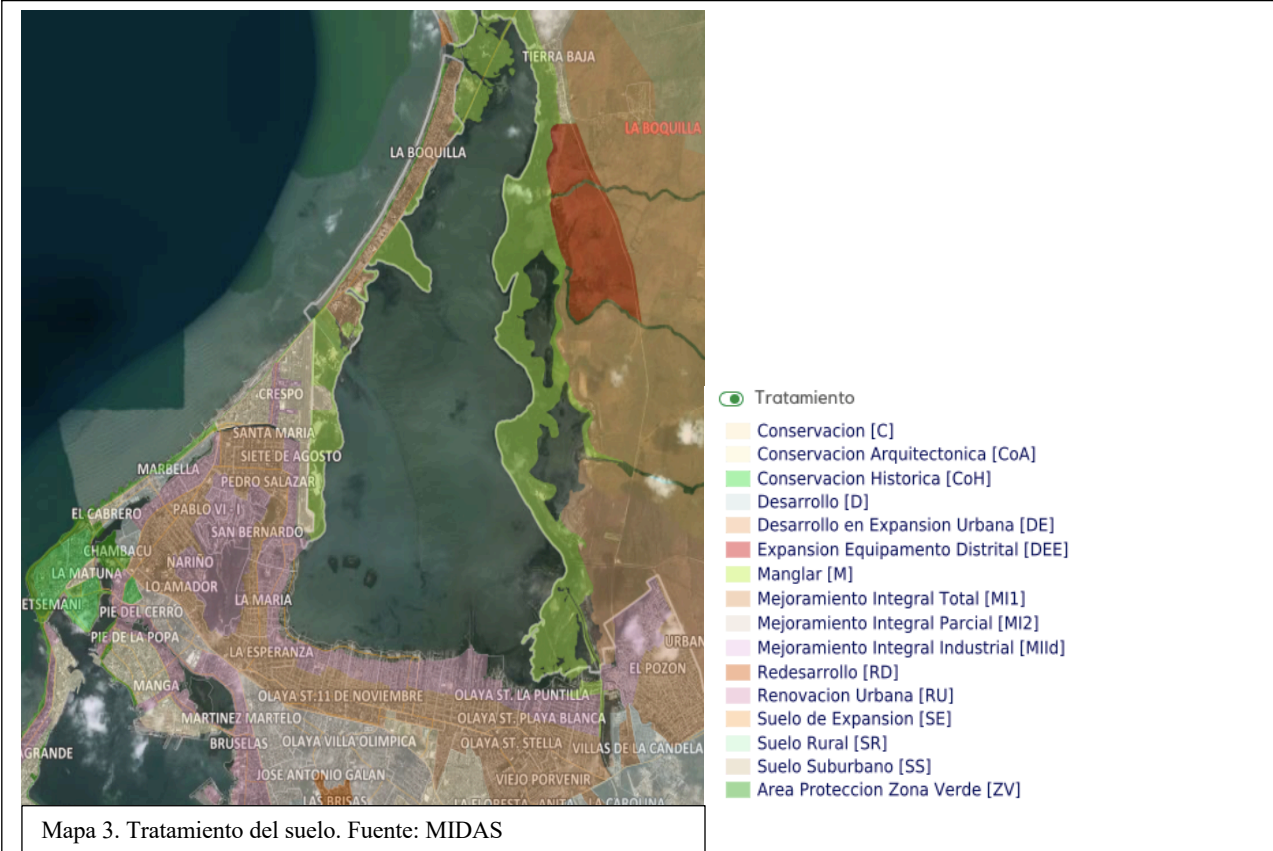 TIERRA BAJA
LA BOQUILLA
LA BOQUILLA
CRESPO
SANTA MARIA
SIETE DE AGOSTO
MARBELLA
PEDRO SALAZAR
EL CABRERO
PABLO VI - I
SAN BERNARDO
CHAMBACU
LA MATUNA
NARIÑO
LO AMADOR
ETSEMANI
PIE DEL CERRO
LA MARIA
PIE DE LA POPA
URBAN
LA ESPERANZA
EL POZON
MANGA
OLAYA ST.11 DE NOVIEMBRE
OLAYA ST. LA PUNTILLA
MARTINEZ MARTELO
OLAYA ST. PLAYA BLANCA
BRUSELAS
OLAYA VILLA OLIMPICA
OLAYA ST. STELLA
VILLAS DE LA CANDELA
AGRANDE
JOSE ANTONIO GALAN
VIEJO PORVENIR
LAS BRISAS
LA FLORESTA
ANITA
LA CAROLINA
Tratamiento
Conservacion [C]
Conservacion Arquitectonica [CoA]
Conservacion Historica [CoH]
Desarrollo [D]
Desarrollo en Expansion Urbana [DE]
Expansion Equipamento Distrital [DEE]
Manglar [M]
Mejoramiento Integral Total [MI1]
Mejoramiento Integral Parcial [MI2]
Mejoramiento Integral Industrial [MIId]
Redesarrollo [RD]
Renovacion Urbana [RU]
Suelo de Expansion [SE]
Suelo Rural [SR]
Suelo Suburbano [SS]
Area Proteccion Zona Verde [ZV]
Mapa 3. Tratamiento del suelo. Fuente: MIDAS